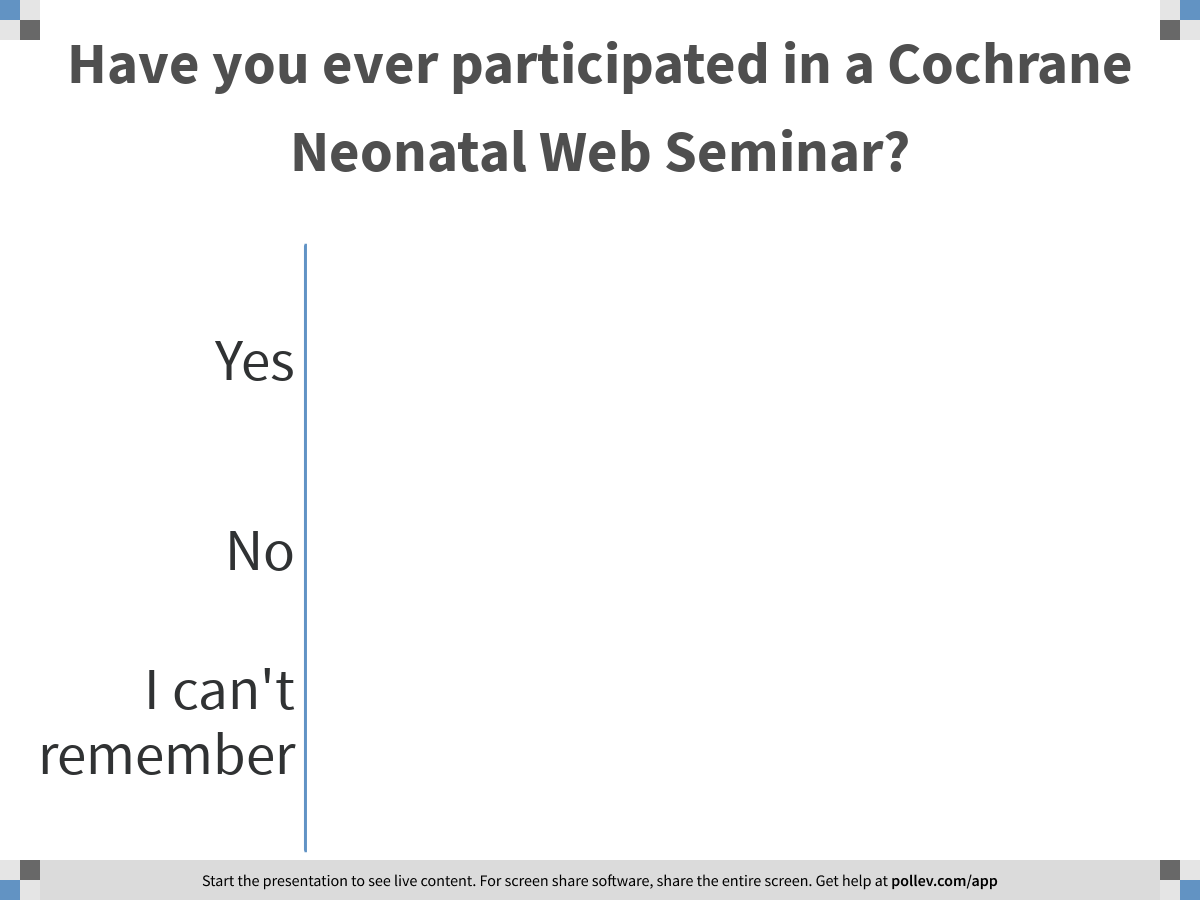 Have you ever participated in a Cochrane
Neonatal Web Seminar?
Yes
No
I can't
remember
Start the presentation to see live content. For screen share software, share the entire screen. Get help at pollev.com/app